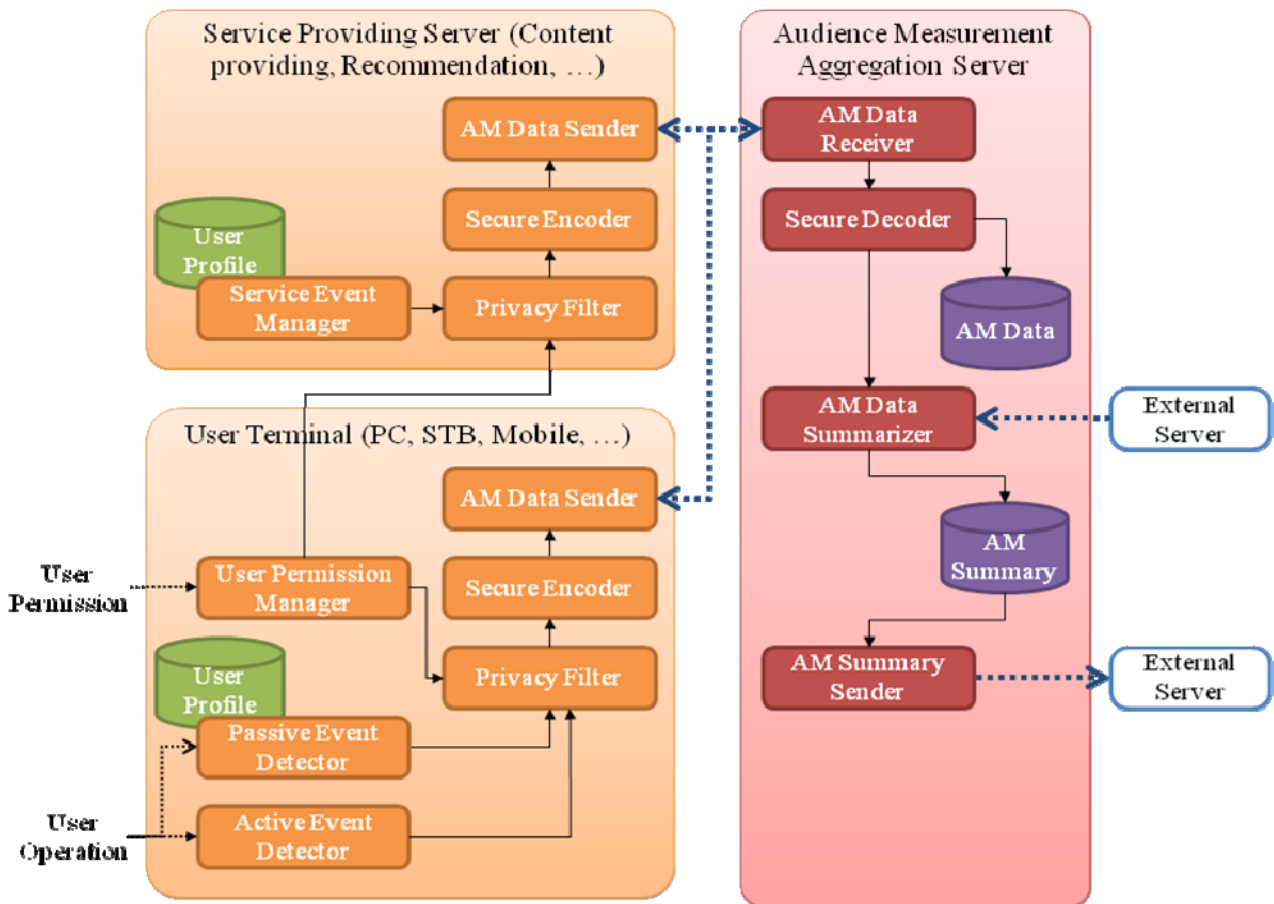 Service Providing Server (Content
providing, Recommendation, …)
AM Data Sender
Secure Encoder
User
Profile
Service Event
Manager
Privacy Filter
User Terminal (PC, STB, Mobile, …)
AM Data Sender
User
Permission
User Permission
Manager
Secure Encoder
User
Profile
Privacy Filter
Passive Event
Detector
User
Operation
Active Event
Detector
Audience Measurement
Aggregation Server
AM Data
Receiver
Secure Decoder
AM Data
AM Data
Summarizer
External
Server
AM
Summary
AM Summary
Sender
External
Server